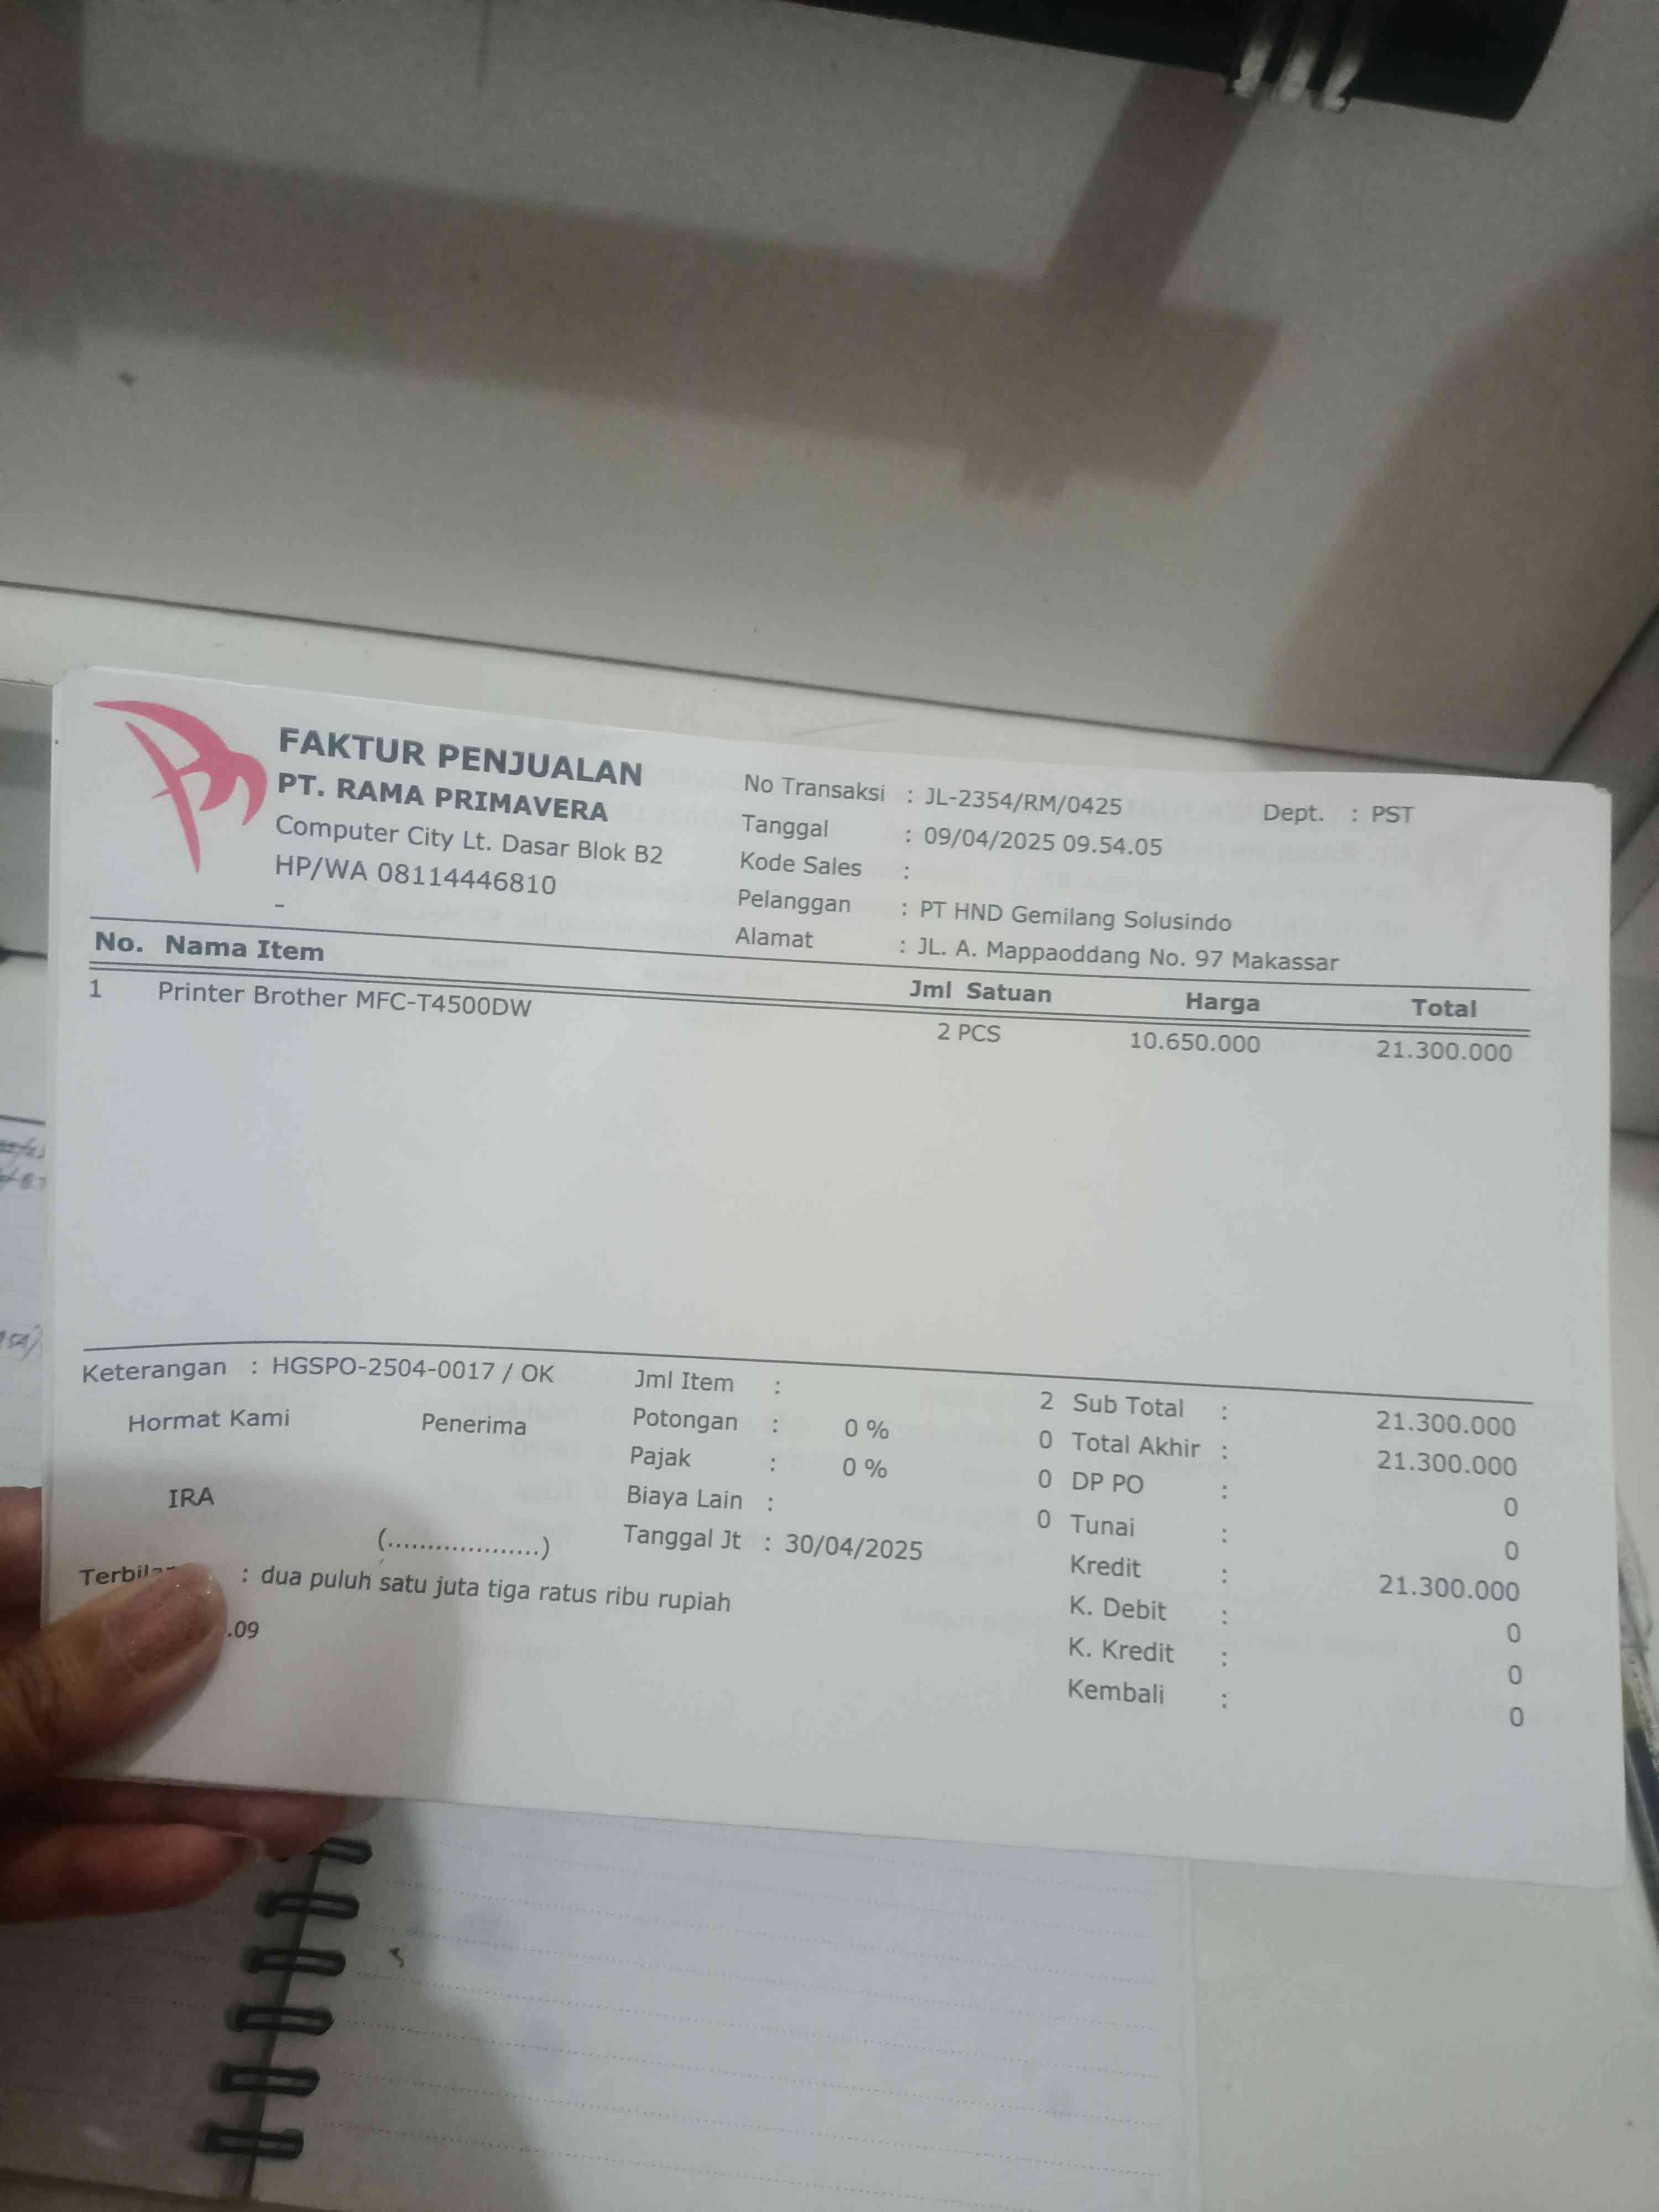 FAKTUR PENJUALAN
PT. RAMA PRIMAVERA
Computer City Lt. Dasar Blok B2
HP/WA 08114446810
-
No Transaksi : JL-2354/RM/0425 Dept. : PST
Tanggal : 09/04/2025 09.54.05
Kode Sales :
Pelanggan : PT HND Gemilang Solusindo
Alamat : JL. A. Mappaoddang No. 97 Makassar
No. Nama Item Jml Satuan Harga Total
1 Printer Brother MFC-T4500DW 2 PCS 10.650.000 21.300.000
Keterangan : HGSPO-2504-0017 / OK
Hormat Kami Penerima
IRA
(...................)
Jml Item : 2
Potongan : 0 % 0
Pajak : 0 % 0
Biaya Lain : 0
Tanggal Jt : 30/04/2025
Sub Total : 21.300.000
Total Akhir : 21.300.000
DP PO : 0
Tunai : 0
Kredit : 21.300.000
K. Debit : 0
K. Kredit : 0
Kembali : 0
: dua puluh satu juta tiga ratus ribu rupiah
.09